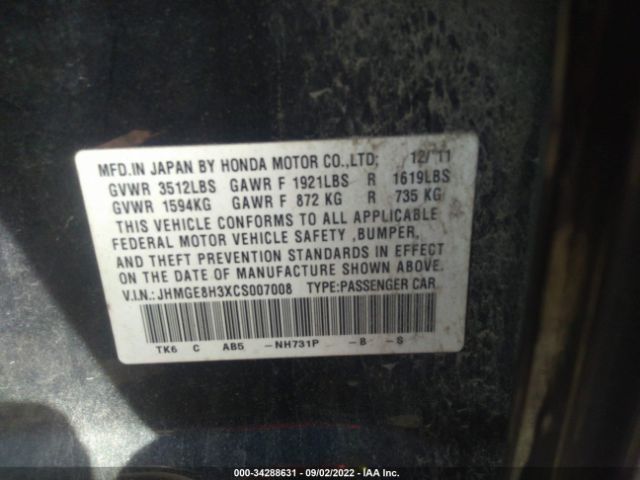 MFD.IN JAPAN BY HONDA MOTOR CO.,LTD; 12/'11
GVWR 3512LBS GAWR F 1921LBS R 1619LBS
GVWR 1594KG GAWR F 872 KG R 735 KG
THIS VEHICLE CONFORMS TO ALL APPLICABLE
FEDERAL MOTOR VEHICLE SAFETY ,BUMPER,
AND THEFT PREVENTION STANDARDS IN EFFECT
ON THE DATE OF MANUFACTURE SHOWN ABOVE.
V.I.N.:JHMGE8H3XCS007008 TYPE:PASSENGER CAR
TK6 C AB5 -NH731P -B -S
000-34288631 - 09/02/2022 - IAA Inc.